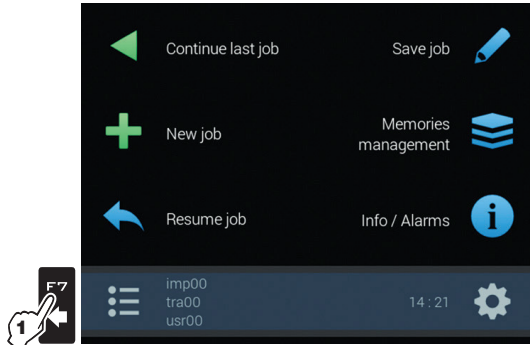 Continue last job
Save job
New job
Memories
management
Resume job
Info / Alarms
i
F7
1
imp00
tra00
usr00
14 : 21